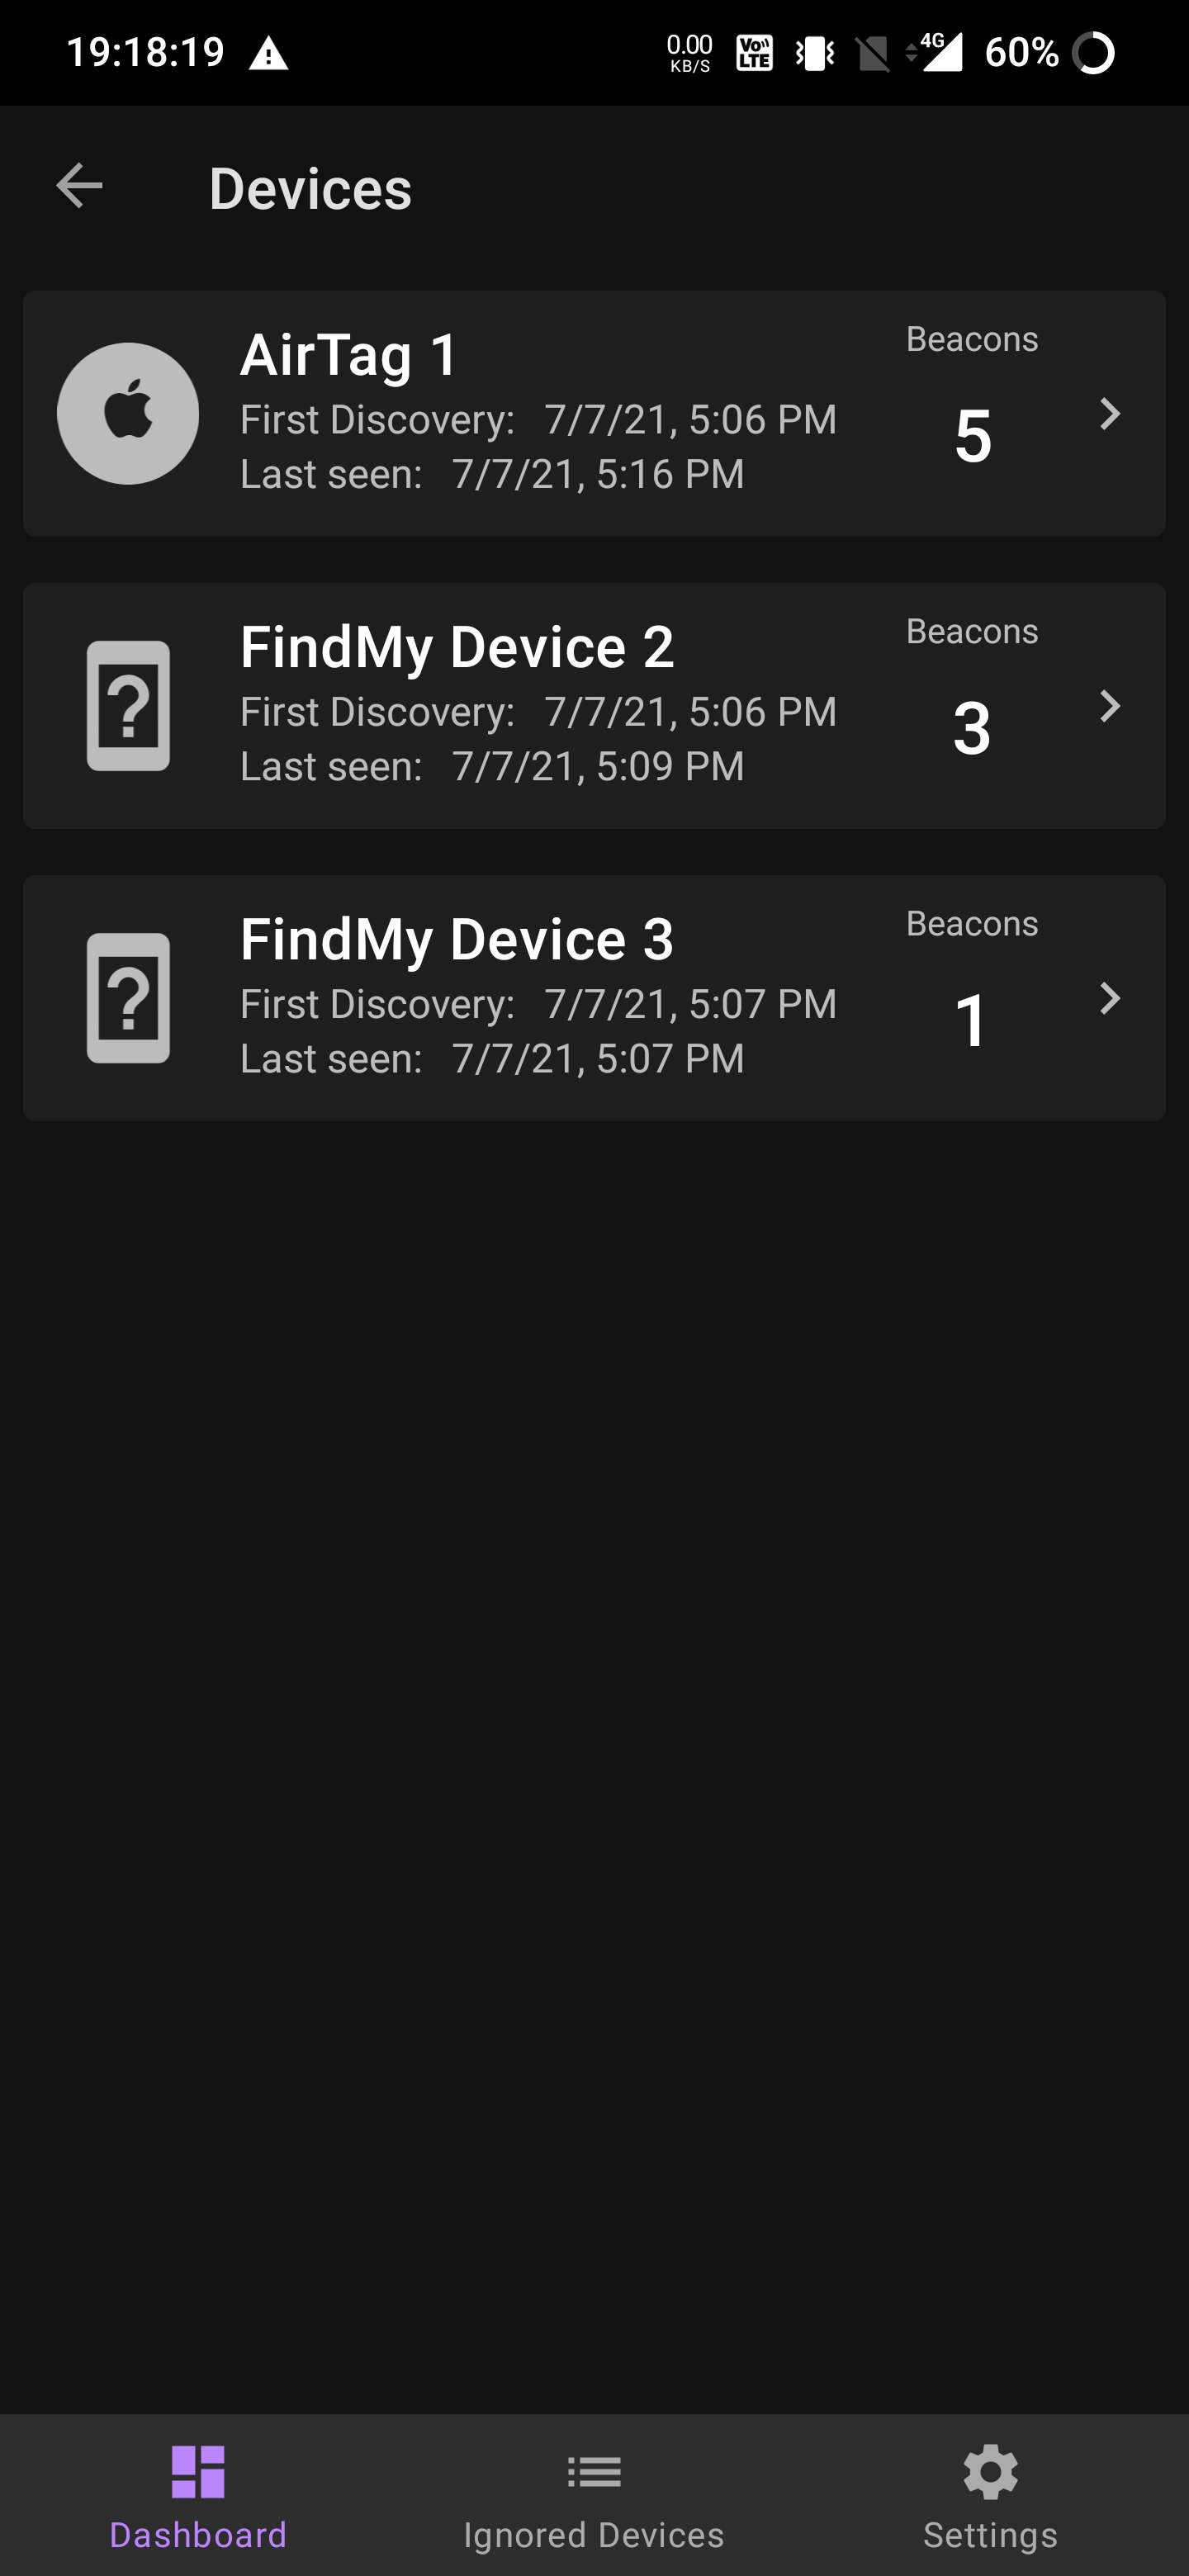 19:18:19 0.00 KB/S Vo)) LTE 4G 60%
Devices
AirTag 1
First Discovery: 7/7/21, 5:06 PM
Last seen: 7/7/21, 5:16 PM
Beacons
5
FindMy Device 2
First Discovery: 7/7/21, 5:06 PM
Last seen: 7/7/21, 5:09 PM
Beacons
3
FindMy Device 3
First Discovery: 7/7/21, 5:07 PM
Last seen: 7/7/21, 5:07 PM
Beacons
1
Dashboard
Ignored Devices
Settings